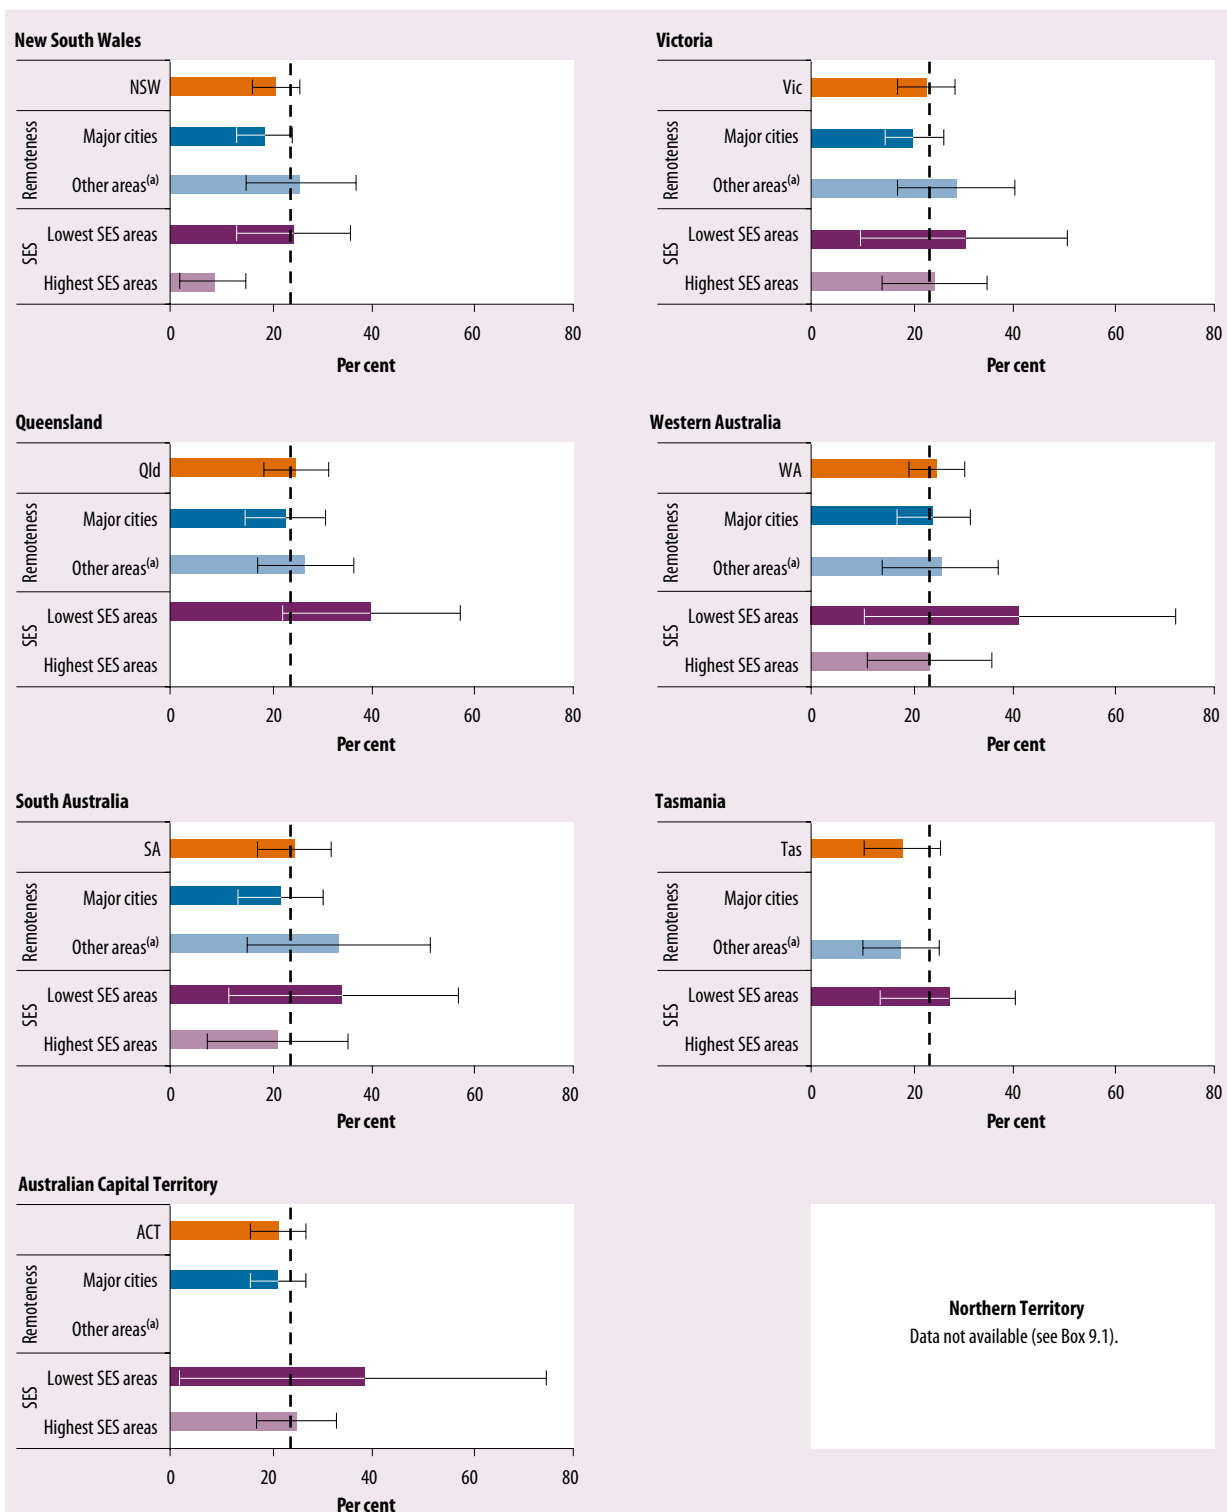 New South Wales
NSW
Remoteness
Major cities
Other areas(a)
SES
Lowest SES areas
Highest SES areas
0 20 40 60 80
Per cent
Victoria
Vic
Remoteness
Major cities
Other areas(a)
SES
Lowest SES areas
Highest SES areas
0 20 40 60 80
Per cent
Queensland
Qld
Remoteness
Major cities
Other areas(a)
SES
Lowest SES areas
Highest SES areas
0 20 40 60 80
Per cent
Western Australia
WA
Remoteness
Major cities
Other areas(a)
SES
Lowest SES areas
Highest SES areas
0 20 40 60 80
Per cent
South Australia
SA
Remoteness
Major cities
Other areas(a)
SES
Lowest SES areas
Highest SES areas
0 20 40 60 80
Per cent
Tasmania
Tas
Remoteness
Major cities
Other areas(a)
SES
Lowest SES areas
Highest SES areas
0 20 40 60 80
Per cent
Australian Capital Territory
ACT
Remoteness
Major cities
Other areas(a)
SES
Lowest SES areas
Highest SES areas
0 20 40 60 80
Per cent
Northern Territory
Data not available (see Box 9.1).